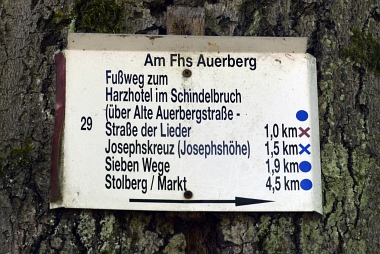 Am Fhs Auerberg
Fußweg zum
Harzhotel im Schindelbruch
(über Alte Auerbergstraße -
29
Straße der Lieder 1,0 km
Josephskreuz (Josephshöhe) 1,5 km
Sieben Wege 1,9 km
Stolberg / Markt 4,5 km